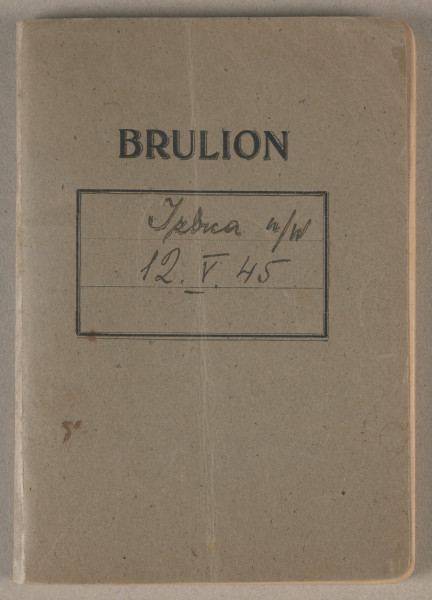 BRULION
Izbica n/W
12. V. 45